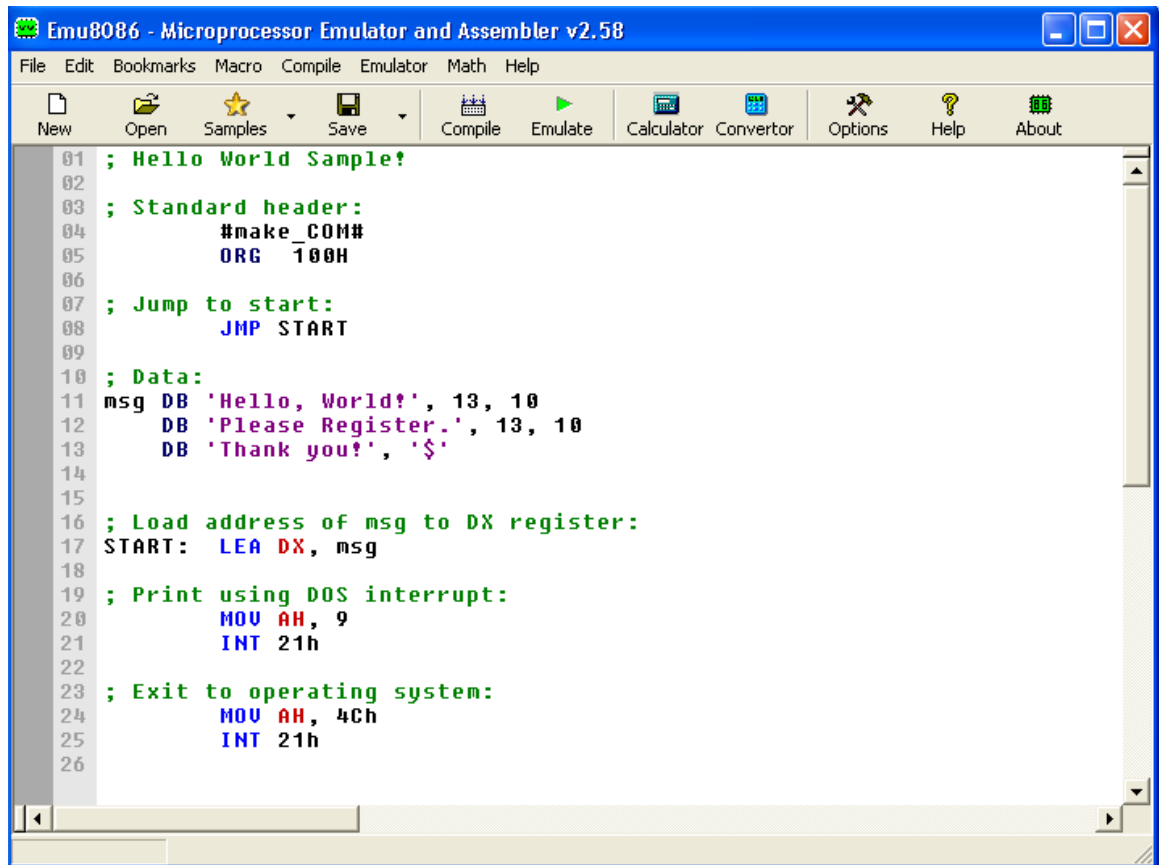 Emu8086 - Microprocessor Emulator and Assembler v2.58
File Edit Bookmarks Macro Compile Emulator Math Help
New Open Samples Save Compile Emulate Calculator Convertor Options Help About
01 ; Hello World Sample!
02
03 ; Standard header:
04 #make_COM#
05 ORG 100H
06
07 ; Jump to start:
08 JMP START
09
10 ; Data:
11 msg DB 'Hello, World!', 13, 10
12 DB 'Please Register.', 13, 10
13 DB 'Thank you!', '$'
14
15
16 ; Load address of msg to DX register:
17 START: LEA DX, msg
18
19 ; Print using DOS interrupt:
20 MOV AH, 9
21 INT 21h
22
23 ; Exit to operating system:
24 MOV AH, 4Ch
25 INT 21h
26